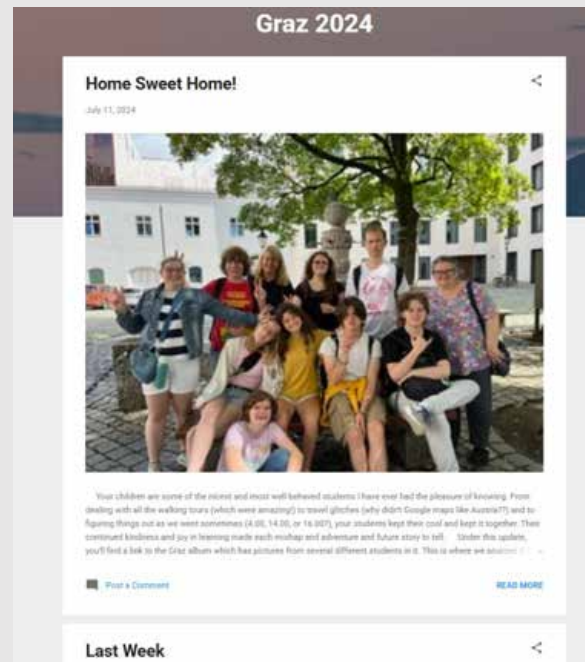 Graz 2024
Home Sweet Home!
July 11, 2024
Your children are some of the nicest and most well behaved students I have ever had the pleasure of knowing. From
dealing with all the walking tours (which were amazing!) to travel glitches (why didn't Google maps like Austria??) and to
figuring things out as we went sometimes (4.00, 14.00, or 16.00?), your students kept their cool and kept it together. Their
continued kindness and joy in learning made each mishap and adventure and future story to tell. Under this update,
you'll find a link to the Graz album which has pictures from several different students in it. This is where we
Post a Comment
READ MORE
Last Week